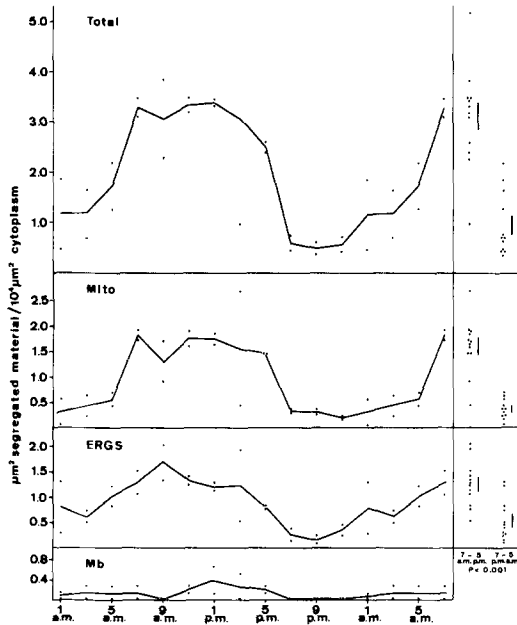 Total
5.0
4.0
3.0
2.0
1.0
Mito
2.5
2.0
1.5
1.0
0.5
ERGS
2.0
1.5
1.0
0.5
Mb
0.8
0.4
µm² segregated material/10⁴µm² cytoplasm
1 5 9 1 5 9 1 5
a.m. a.m. a.m. p.m. p.m. p.m. a.m. a.m.
7-5 7-5
a.m.p.m. p.m.a.m.
P< 0.001